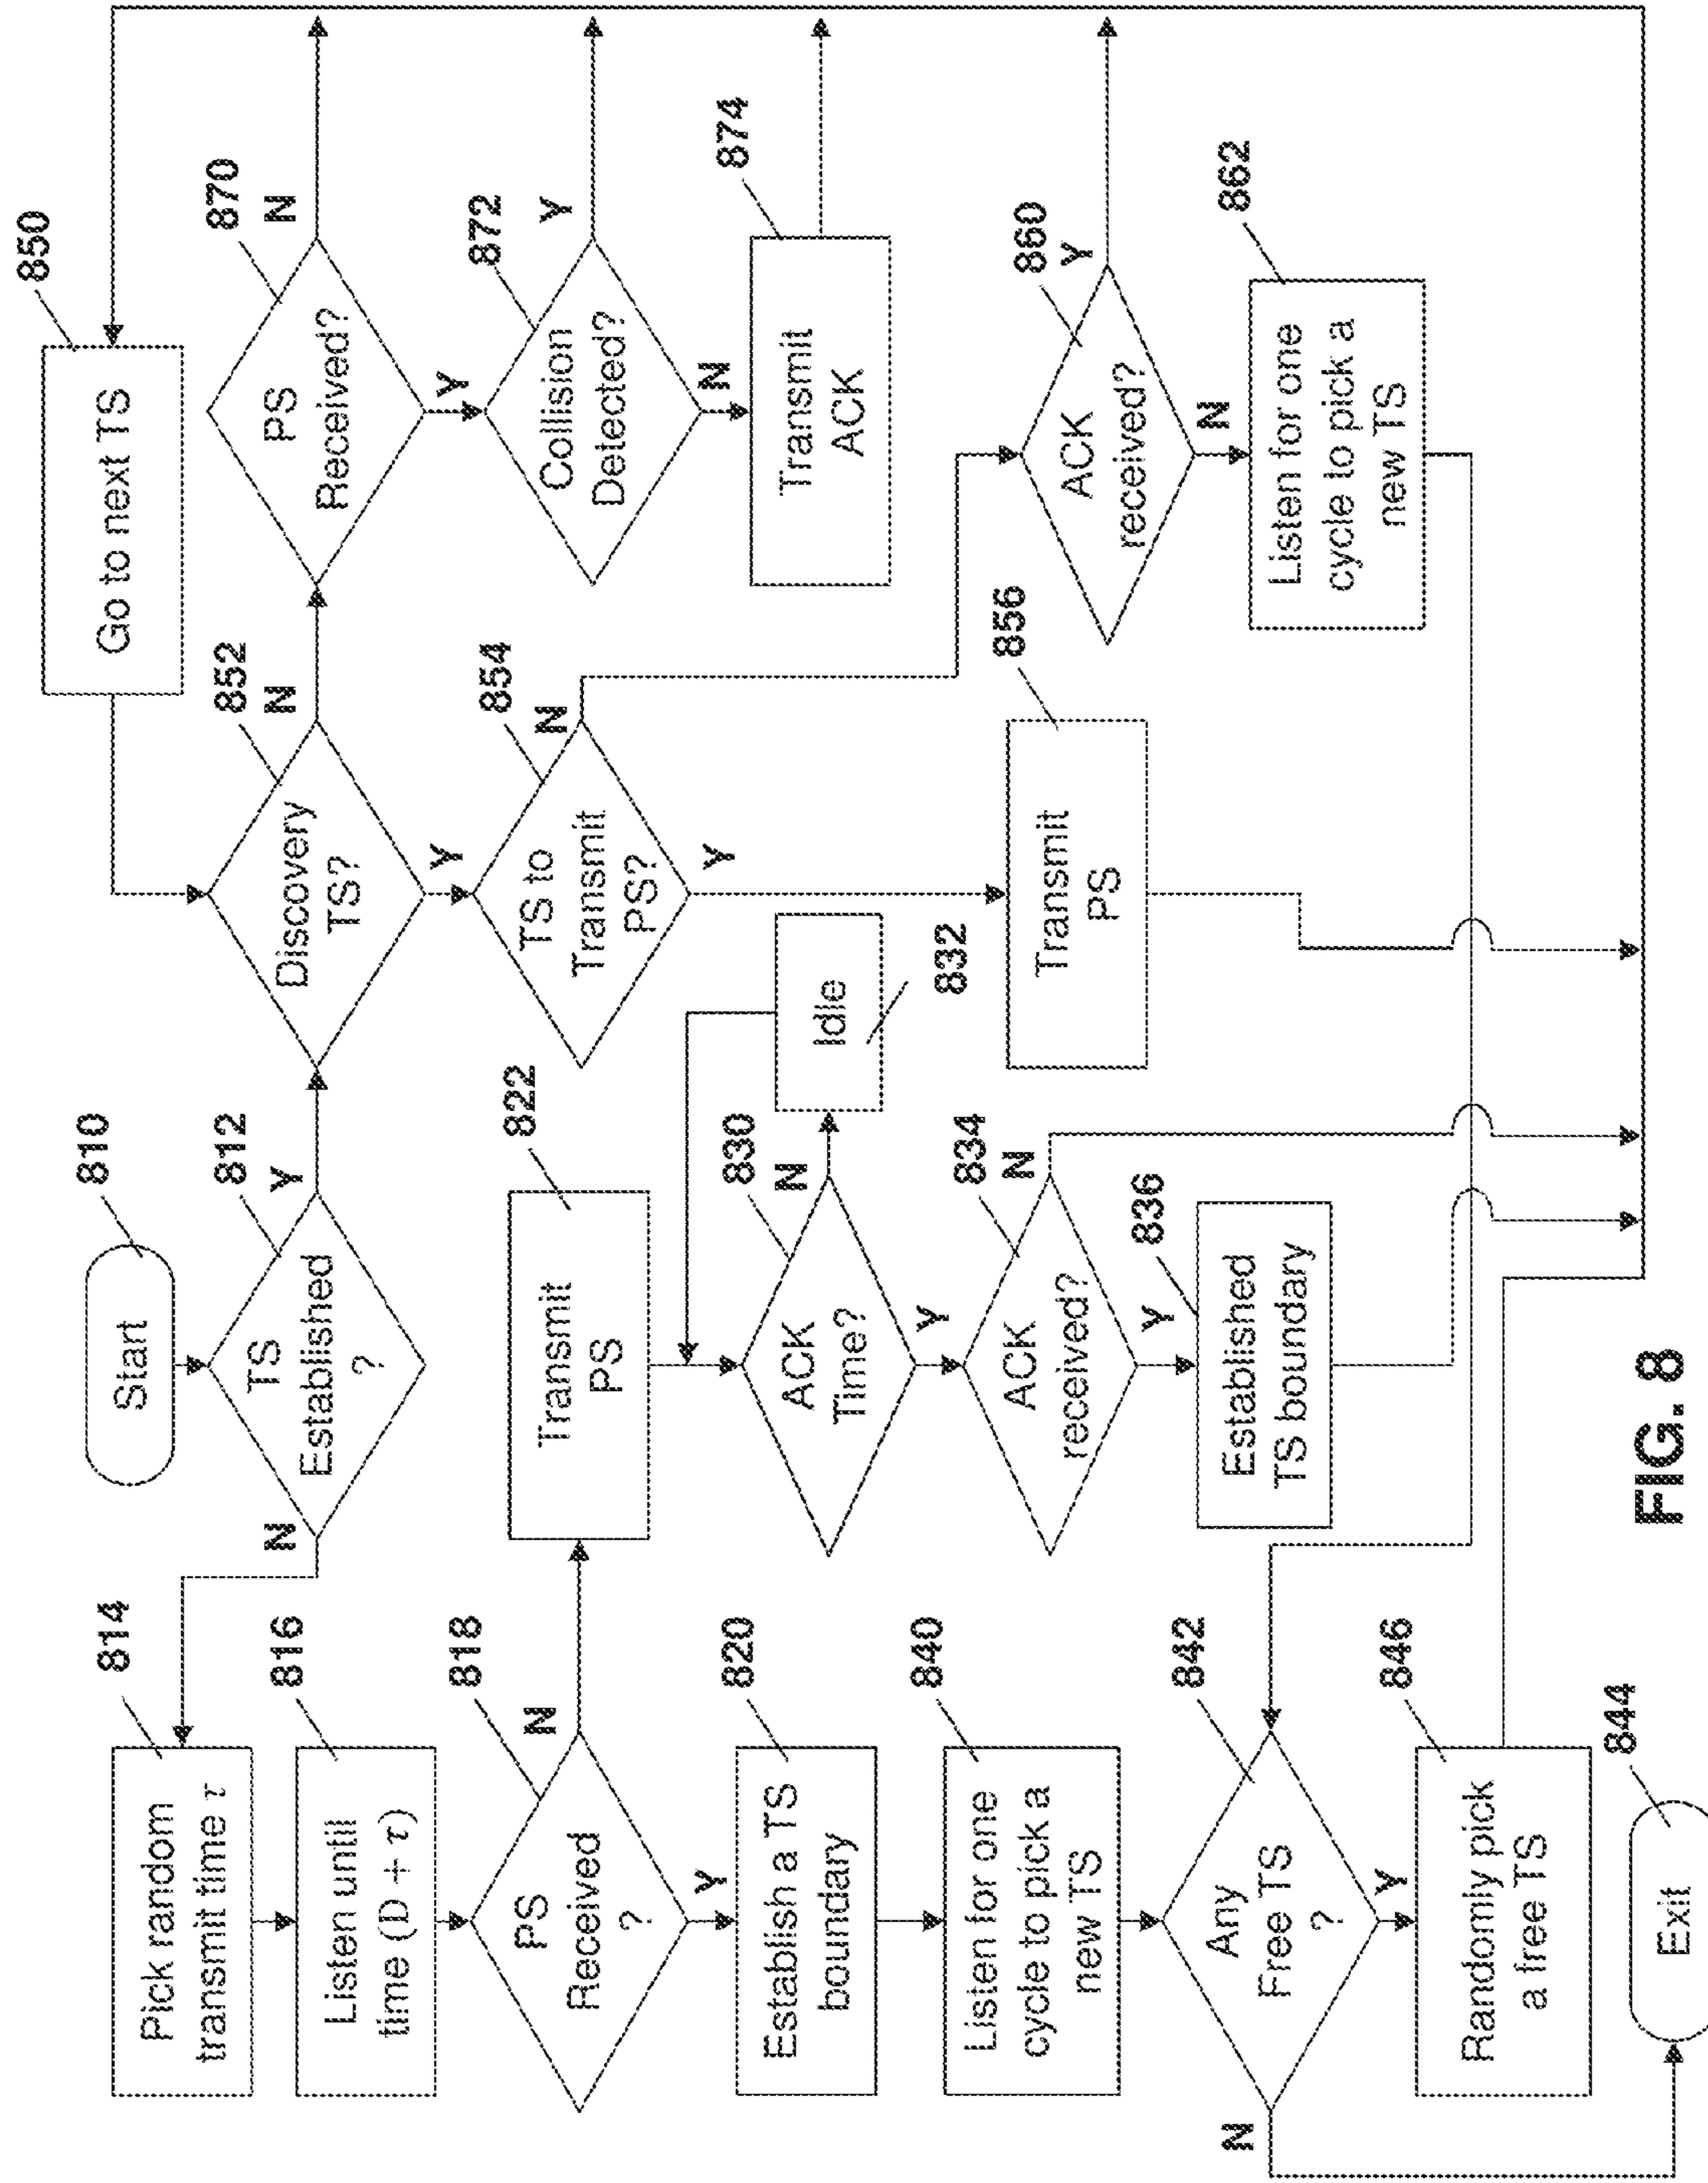 Start
810
TS
Established
?
812
N
Y
Pick random
transmit time τ
814
Listen until
time (D + τ)
816
PS
Received
?
818
N
Y
Establish a TS
boundary
820
Listen for one
cycle to pick a
new TS
840
Any
Free TS
?
842
N
Y
Randomly pick
a free TS
846
Exit
844
Transmit
PS
822
ACK
Time?
830
N
Y
Idle
832
ACK
received?
834
N
Y
Established
TS boundary
836
Go to next TS
850
Discovery
TS?
852
N
Y
TS to
Transmit
PS?
854
N
Y
Transmit
PS
856
PS
Received?
870
N
Y
Collision
Detected?
872
Y
N
Transmit
ACK
874
ACK
received?
860
Y
N
Listen for one
cycle to pick a
new TS
862
FIG. 8